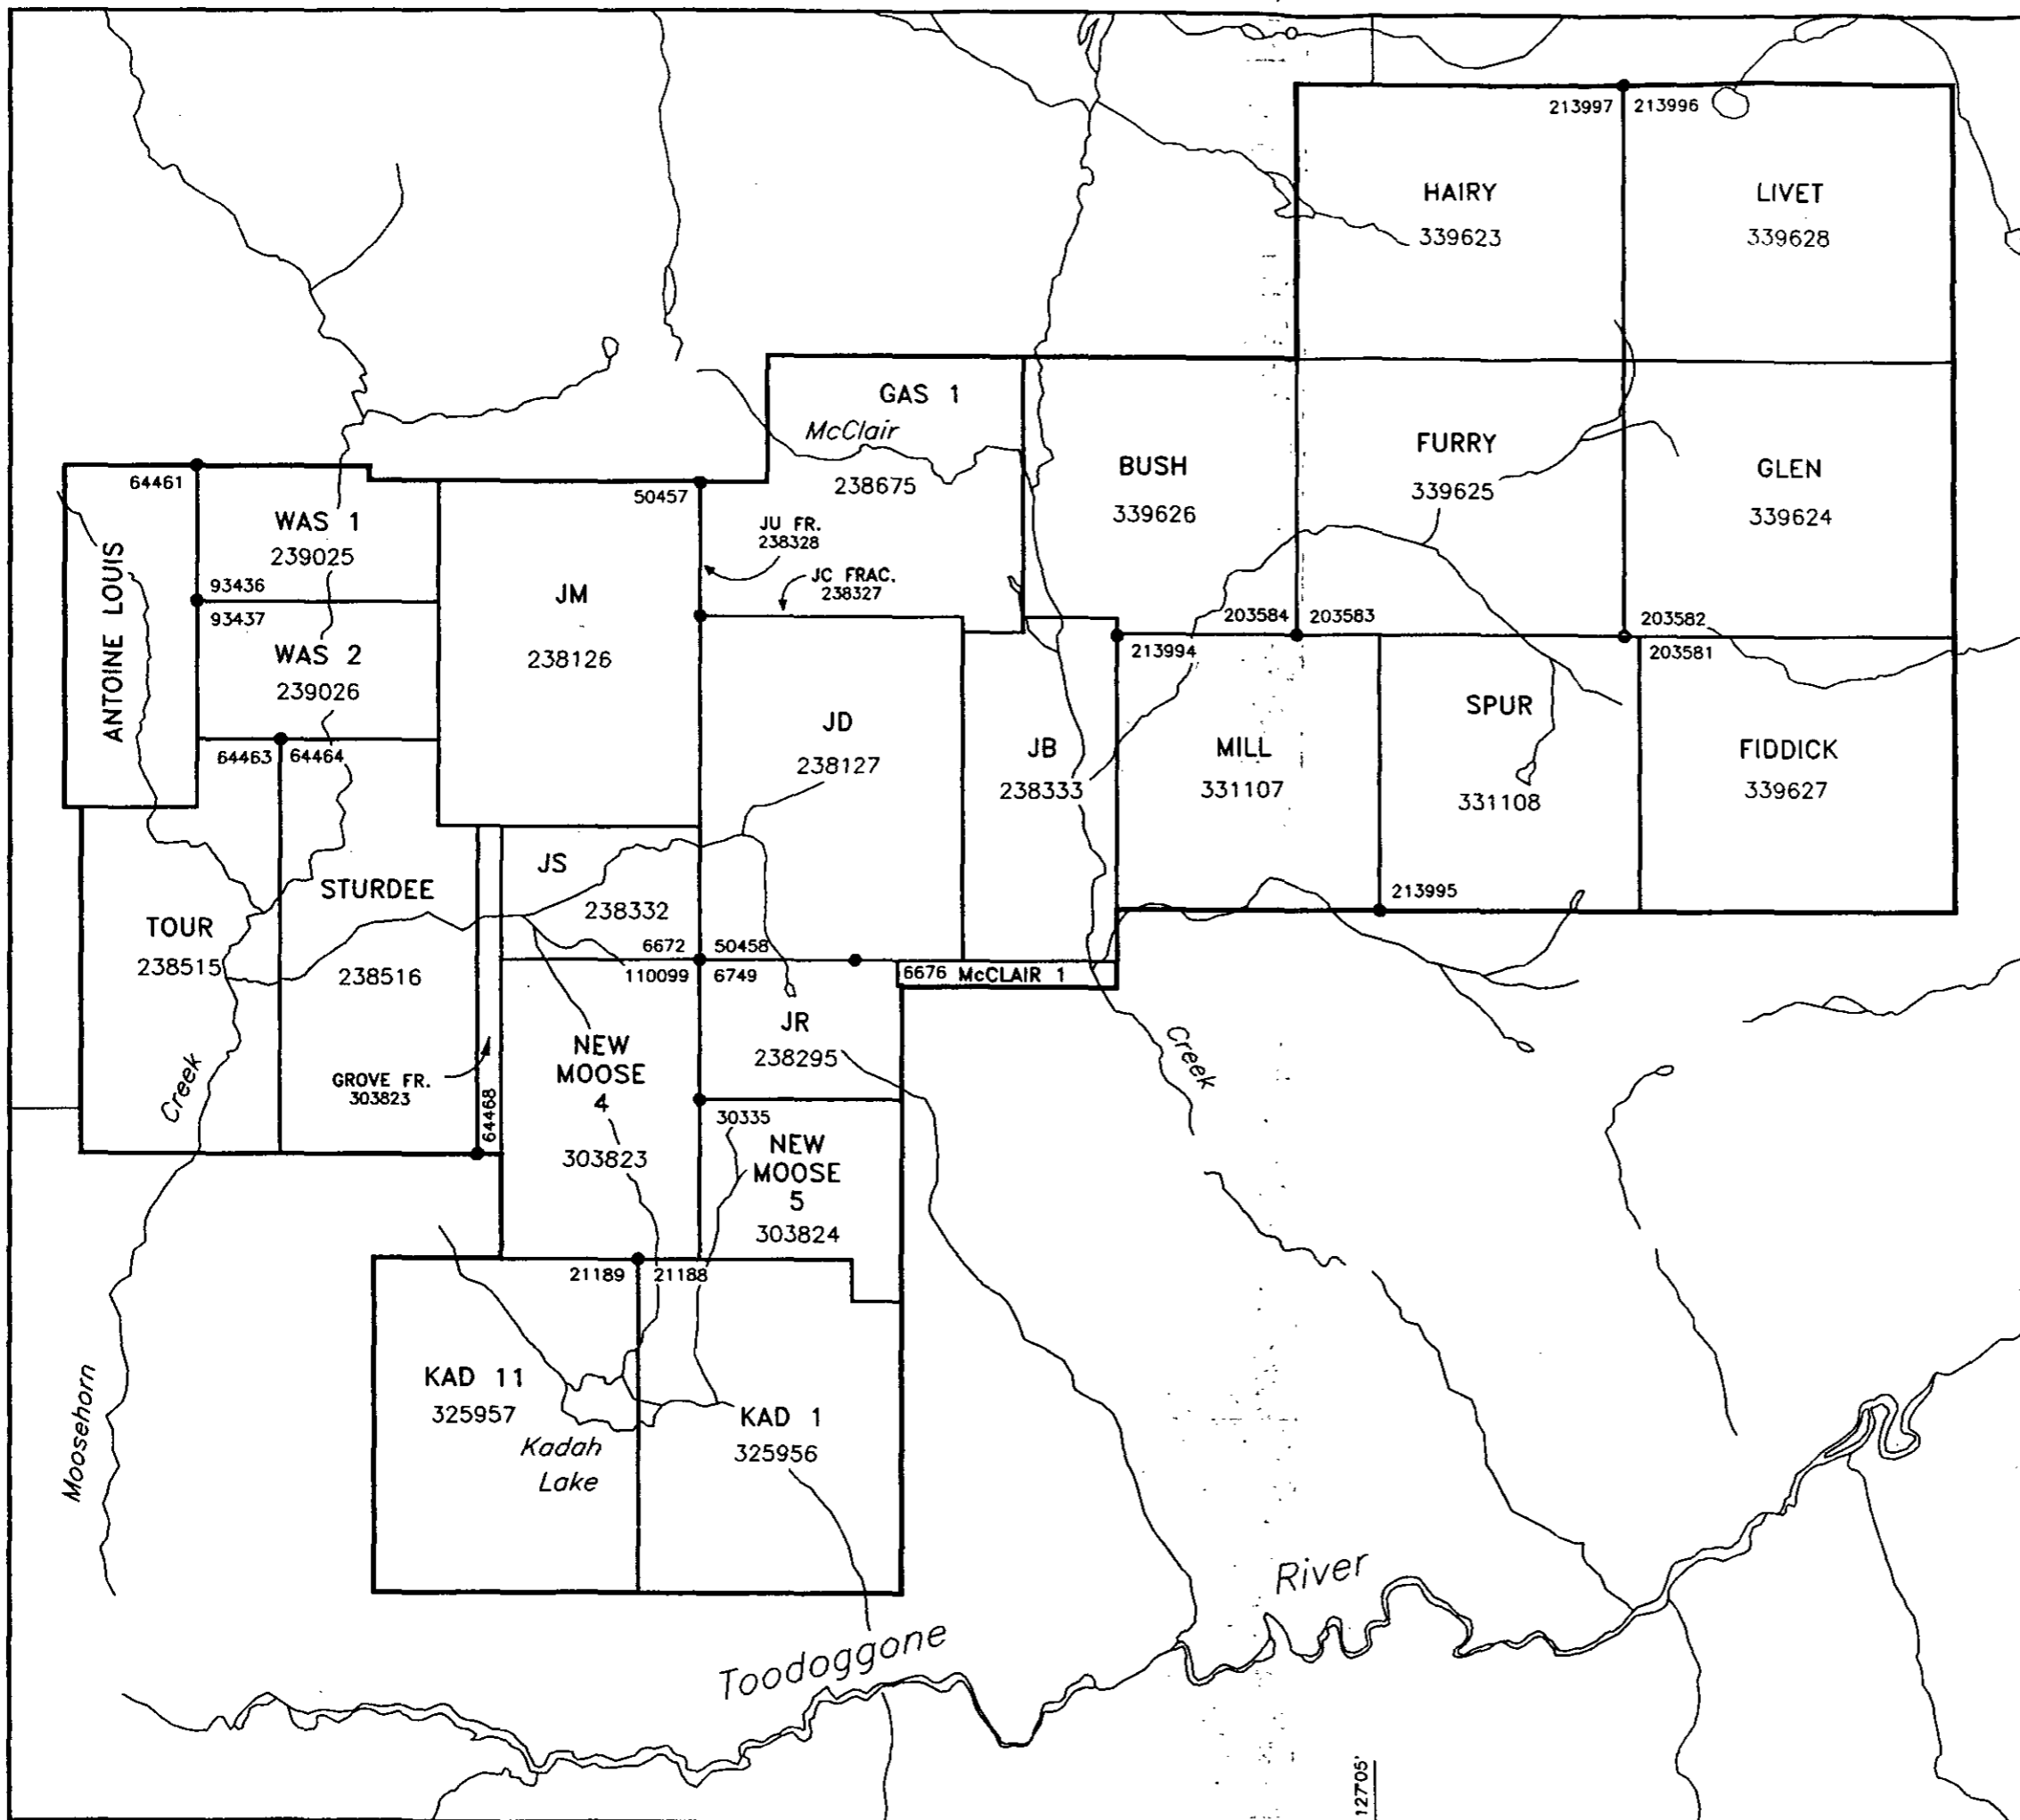 213997
213996
HAIRY
339623
LIVET
339628
GAS 1
McClair
238675
BUSH
339626
FURRY
339625
GLEN
339624
64461
WAS 1
239025
93436
93437
WAS 2
239026
ANTOINE LOUIS
50457
JU FR.
238328
JC FRAC.
238327
JM
238126
203584
203583
203582
203581
213994
JD
238127
JB
238333
MILL
331107
SPUR
331108
FIDDICK
339627
64463
64464
213995
JS
238332
STURDEE
238516
TOUR
238515
6672
50458
110099
6749
6676
McCLAIR 1
JR
238295
NEW
MOOSE
4
303823
GROVE FR.
303823
64468
Creek
Creek
30335
NEW
MOOSE
5
303824
21189
21188
KAD 11
325957
KAD 1
325956
Kadah
Lake
Moosehorn
River
Toodoggone
127°05'